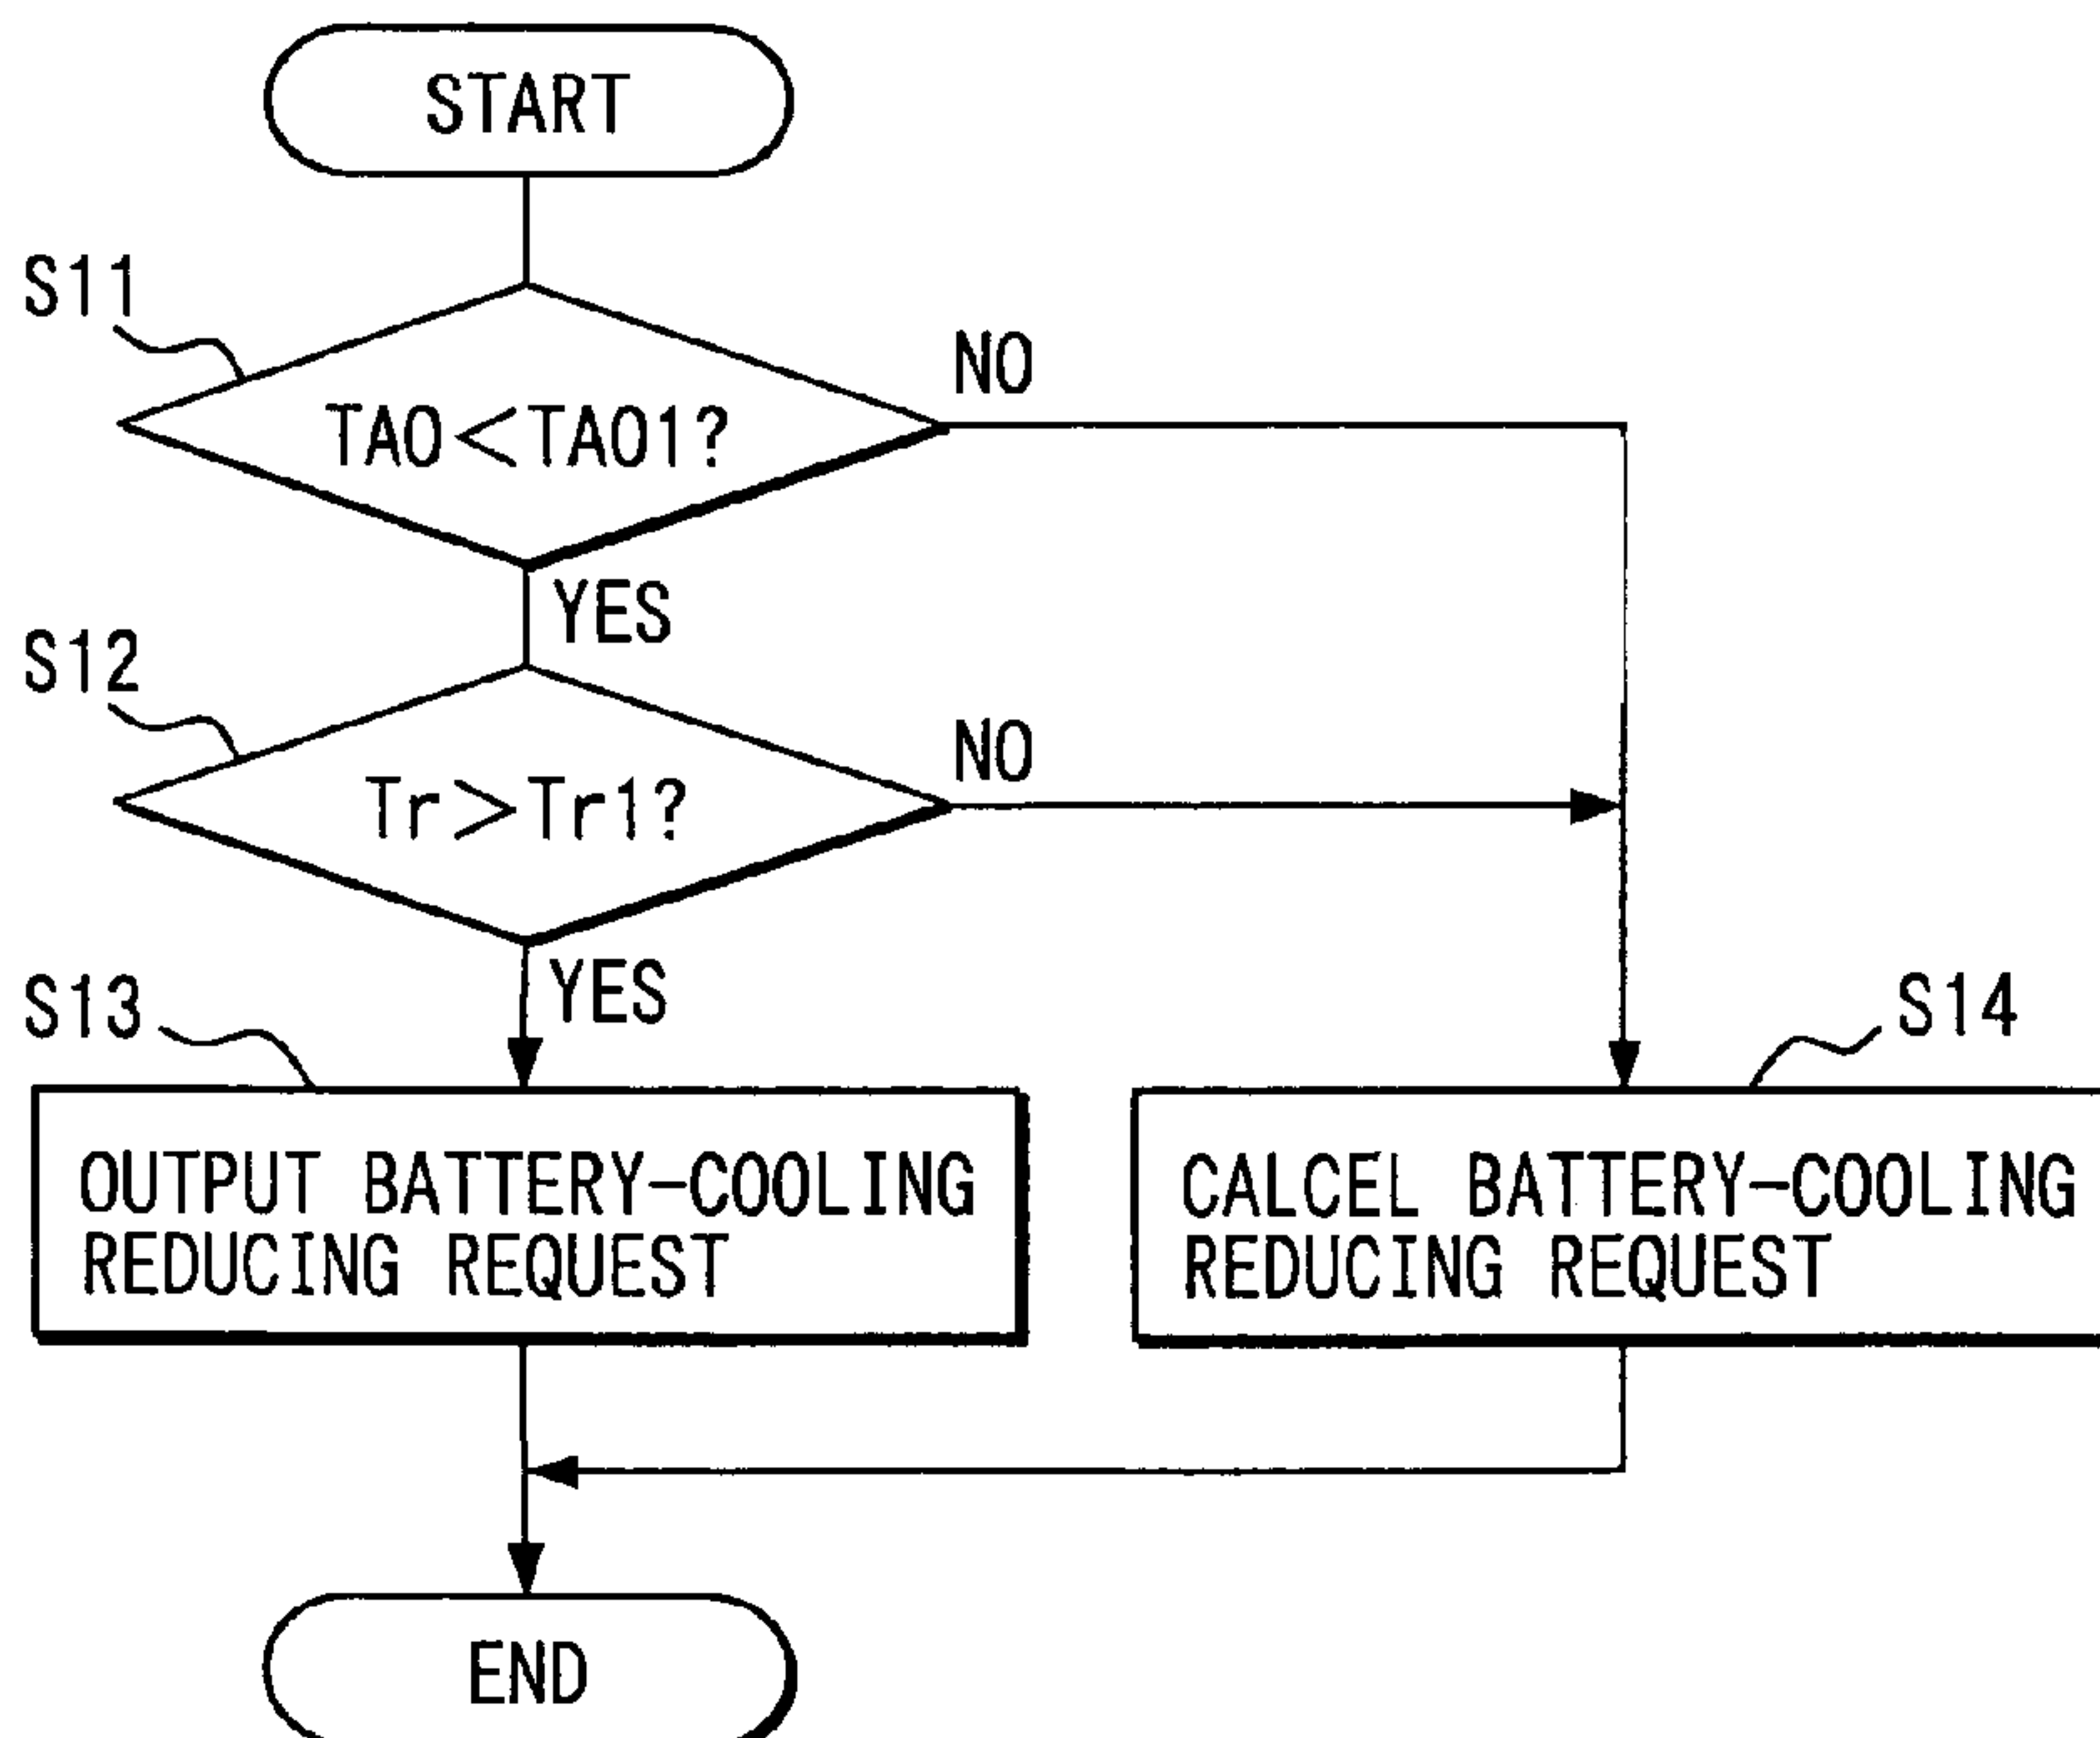 START
S11
TAO<TAO1?
NO
YES
S12
Tr>Tr1?
NO
YES
S13
OUTPUT BATTERY-COOLING
REDUCING REQUEST
S14
CALCEL BATTERY-COOLING
REDUCING REQUEST
END